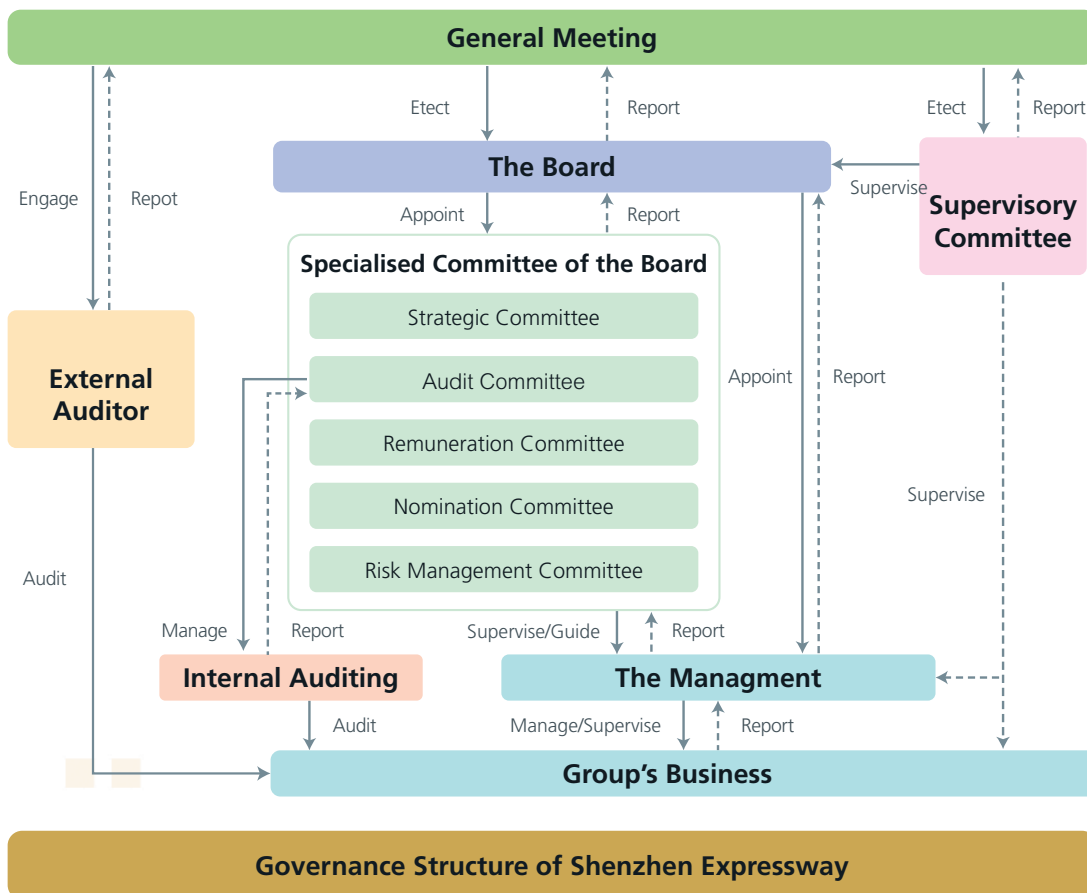 General Meeting
Etect
Report
Etect
Report
The Board
Engage
Repot
Supervise
Supervisory
Committee
Appoint
Report
Specialised Committee of the Board
Strategic Committee
External
Auditor
Audit Committee
Appoint
Report
Remuneration Committee
Nomination Committee
Supervise
Risk Management Committee
Audit
Manage
Report
Supervise/Guide
Report
Internal Auditing
The Managment
Audit
Manage/Supervise
Report
Group's Business
Governance Structure of Shenzhen Expressway